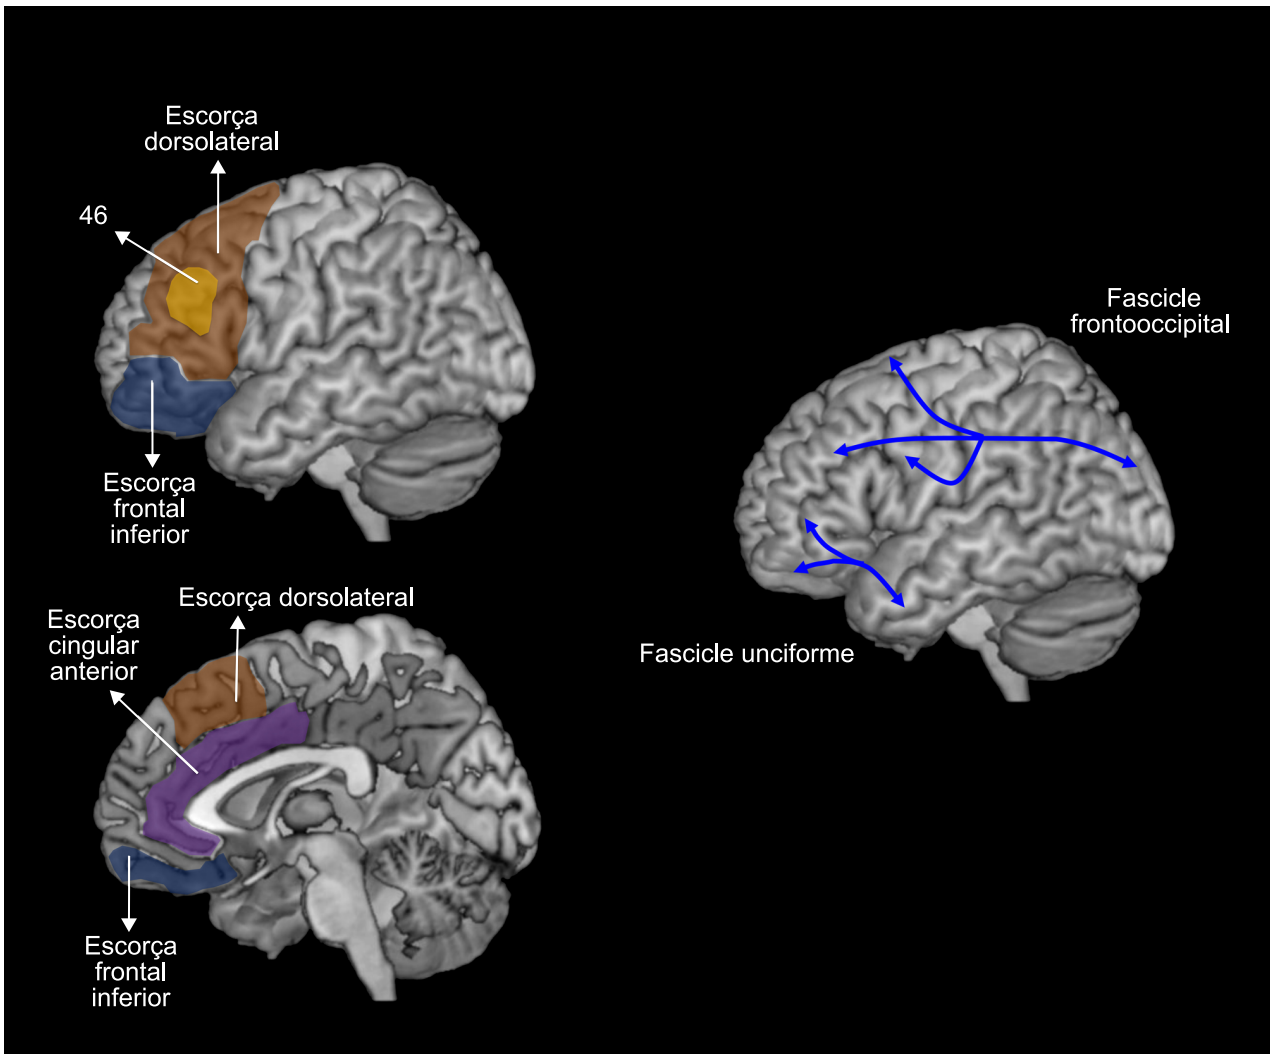 Escorça
dorsolateral
46
Escorça
frontal
inferior
Fascicle
frontooccipital
Fascicle unciforme
Escorça dorsolateral
Escorça
cingular
anterior
Escorça
frontal
inferior